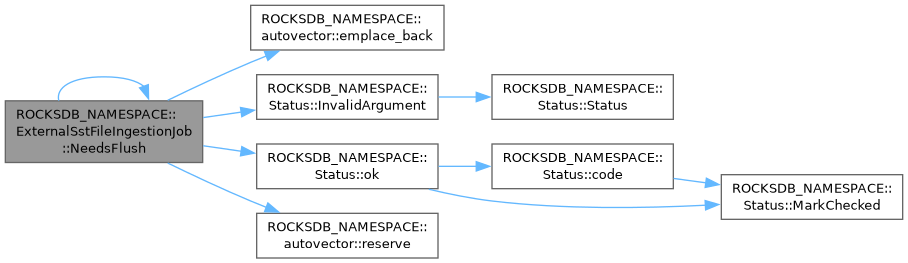 ROCKSDB_NAMESPACE::
ExternalSstFileIngestionJob
::NeedsFlush
ROCKSDB_NAMESPACE::
autovector::emplace_back
ROCKSDB_NAMESPACE::
Status::InvalidArgument
ROCKSDB_NAMESPACE::
Status::Status
ROCKSDB_NAMESPACE::
Status::ok
ROCKSDB_NAMESPACE::
Status::code
ROCKSDB_NAMESPACE::
Status::MarkChecked
ROCKSDB_NAMESPACE::
autovector::reserve